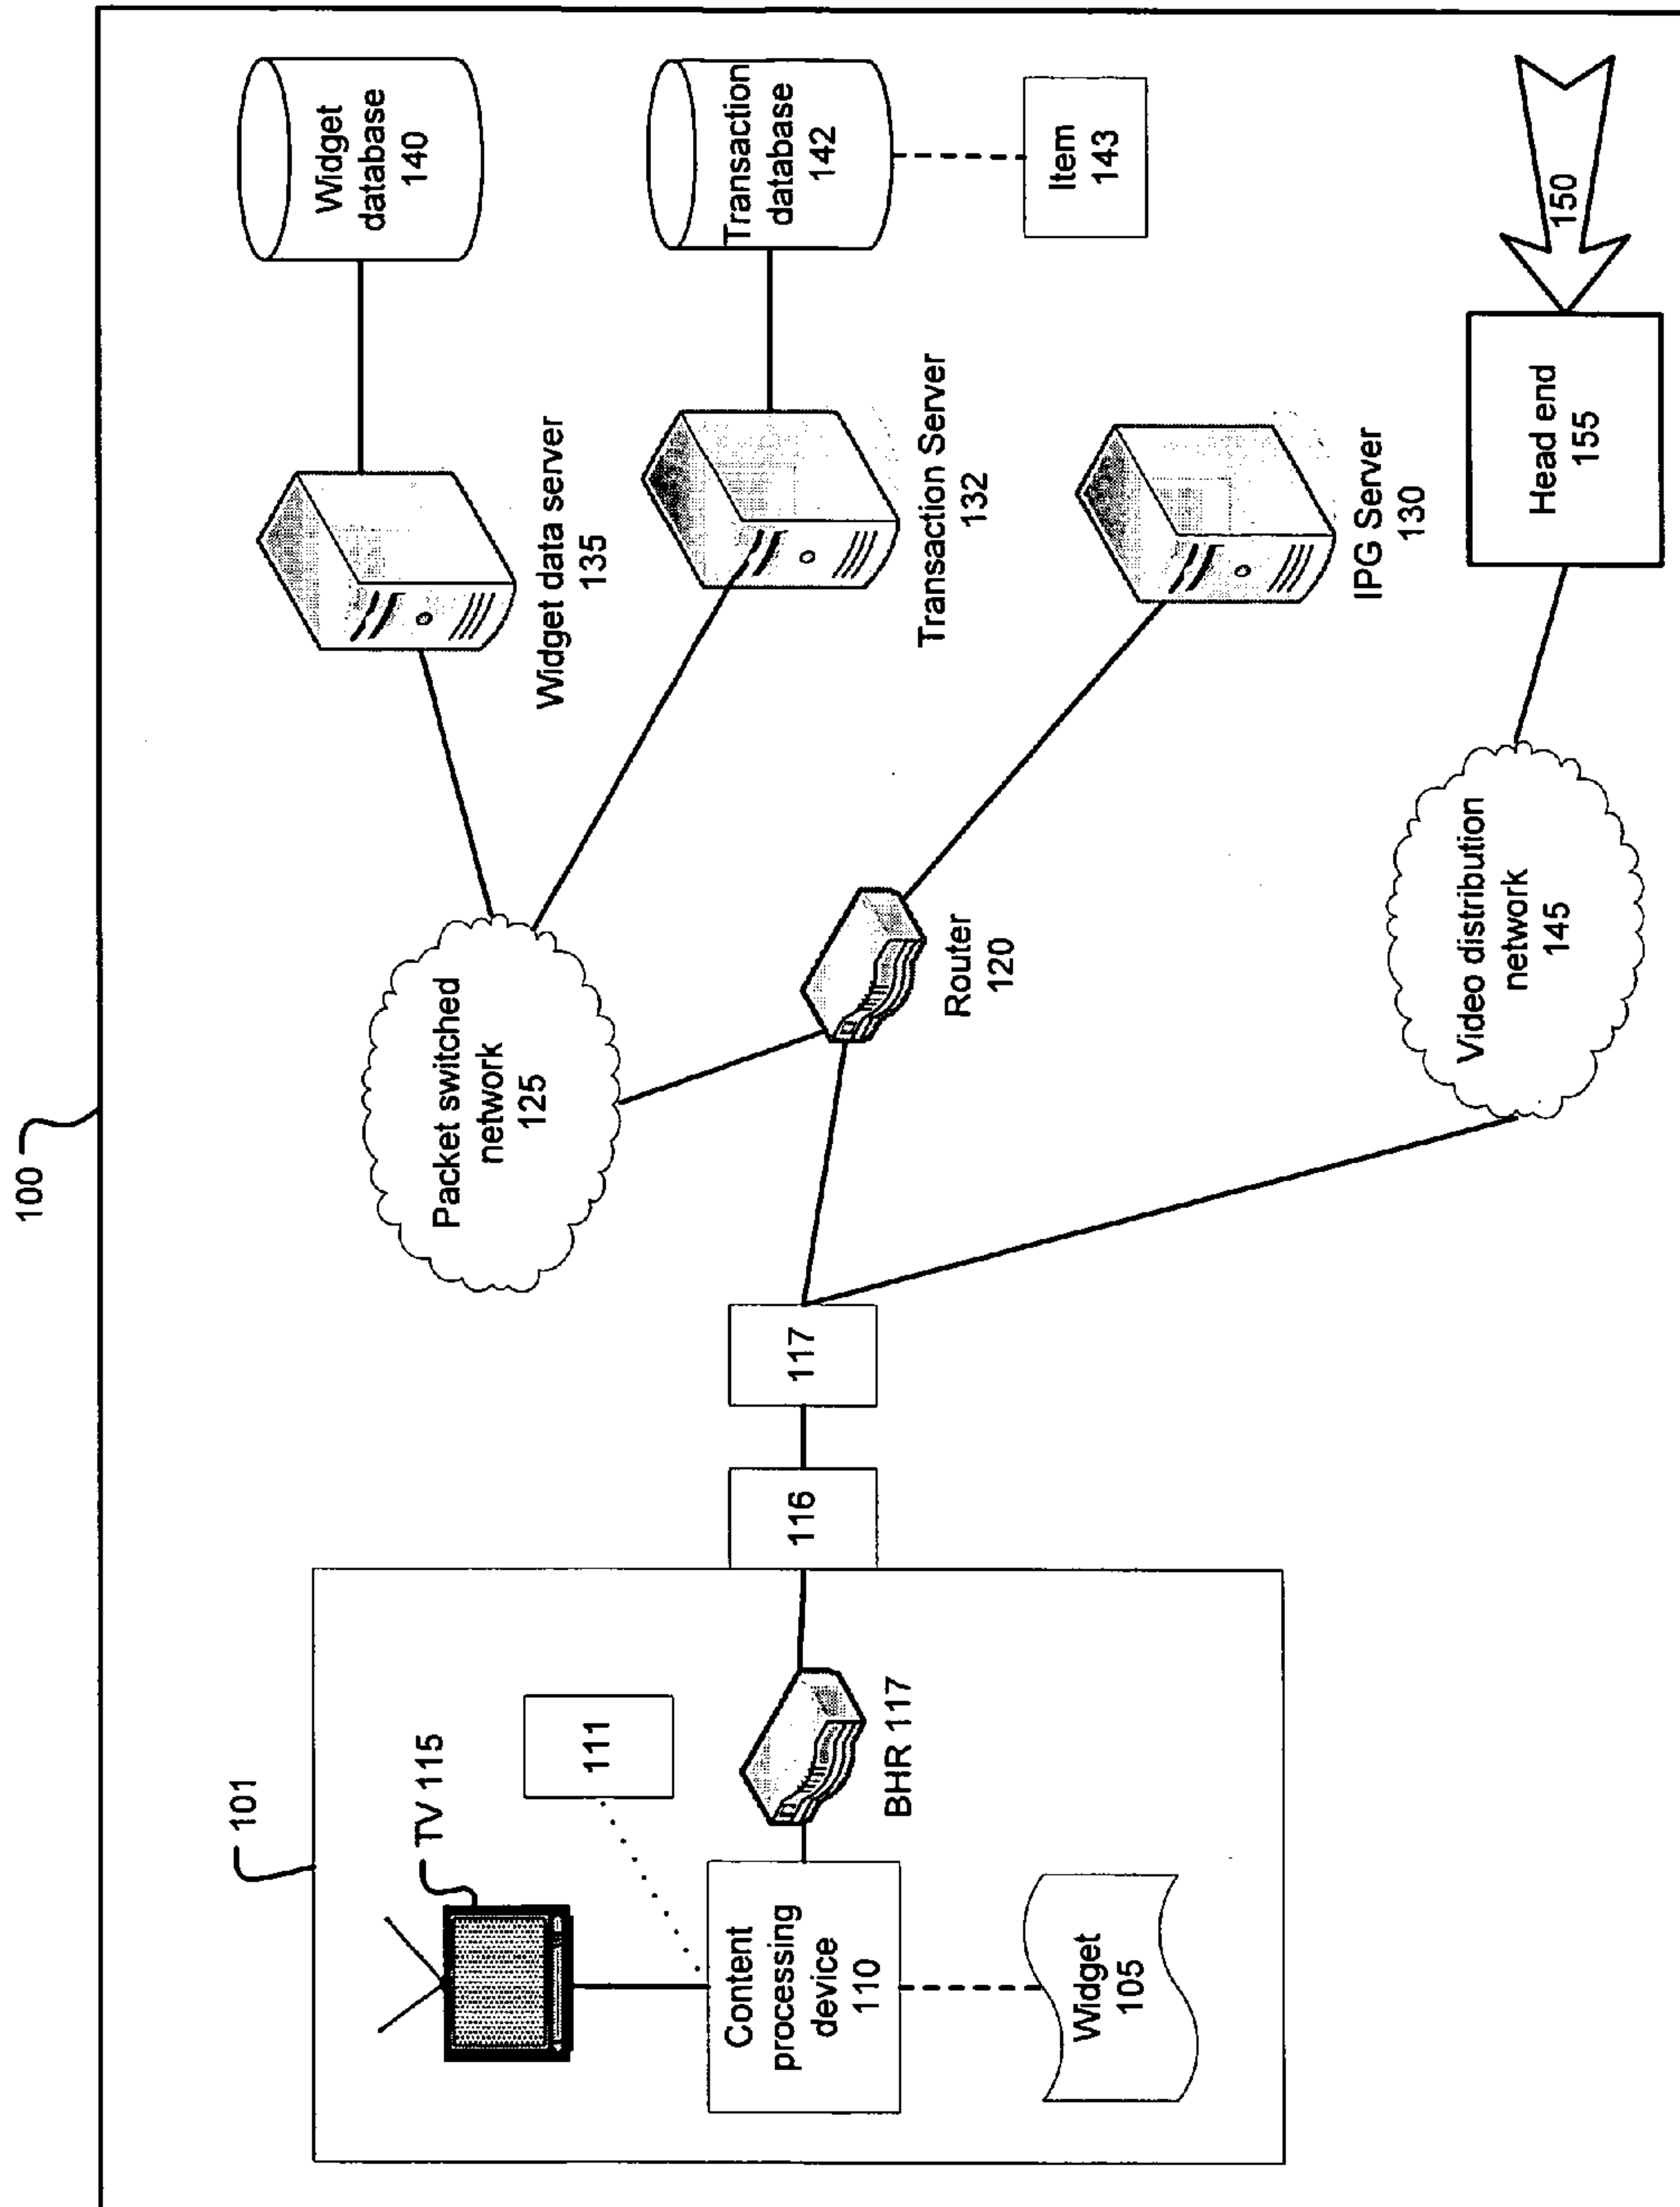 100
101
TV 115
111
Content
processing
device
110
Widget
105
BHR 117
116
117
Packet switched
network
125
Router
120
Video distribution
network
145
Widget data server
135
Transaction Server
132
IPG Server
130
Head end
155
150
Widget
database
140
Transaction
database
142
Item
143